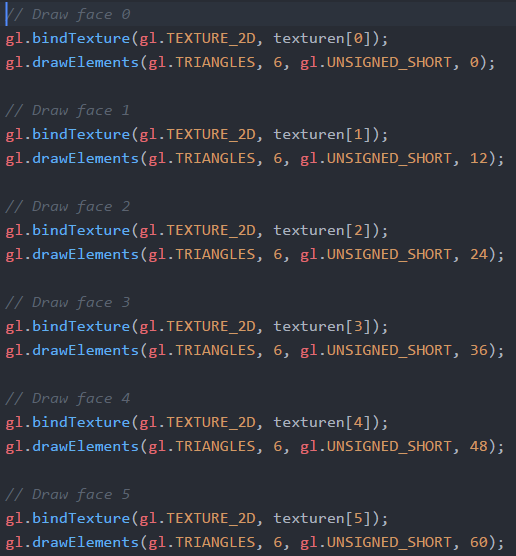 // Draw face 0
gl.bindTexture(gl.TEXTURE_2D, texturen[0]);
gl.drawElements(gl.TRIANGLES, 6, gl.UNSIGNED_SHORT, 0);
// Draw face 1
gl.bindTexture(gl.TEXTURE_2D, texturen[1]);
gl.drawElements(gl.TRIANGLES, 6, gl.UNSIGNED_SHORT, 12);
// Draw face 2
gl.bindTexture(gl.TEXTURE_2D, texturen[2]);
gl.drawElements(gl.TRIANGLES, 6, gl.UNSIGNED_SHORT, 24);
// Draw face 3
gl.bindTexture(gl.TEXTURE_2D, texturen[3]);
gl.drawElements(gl.TRIANGLES, 6, gl.UNSIGNED_SHORT, 36);
// Draw face 4
gl.bindTexture(gl.TEXTURE_2D, texturen[4]);
gl.drawElements(gl.TRIANGLES, 6, gl.UNSIGNED_SHORT, 48);
// Draw face 5
gl.bindTexture(gl.TEXTURE_2D, texturen[5]);
gl.drawElements(gl.TRIANGLES, 6, gl.UNSIGNED_SHORT, 60);